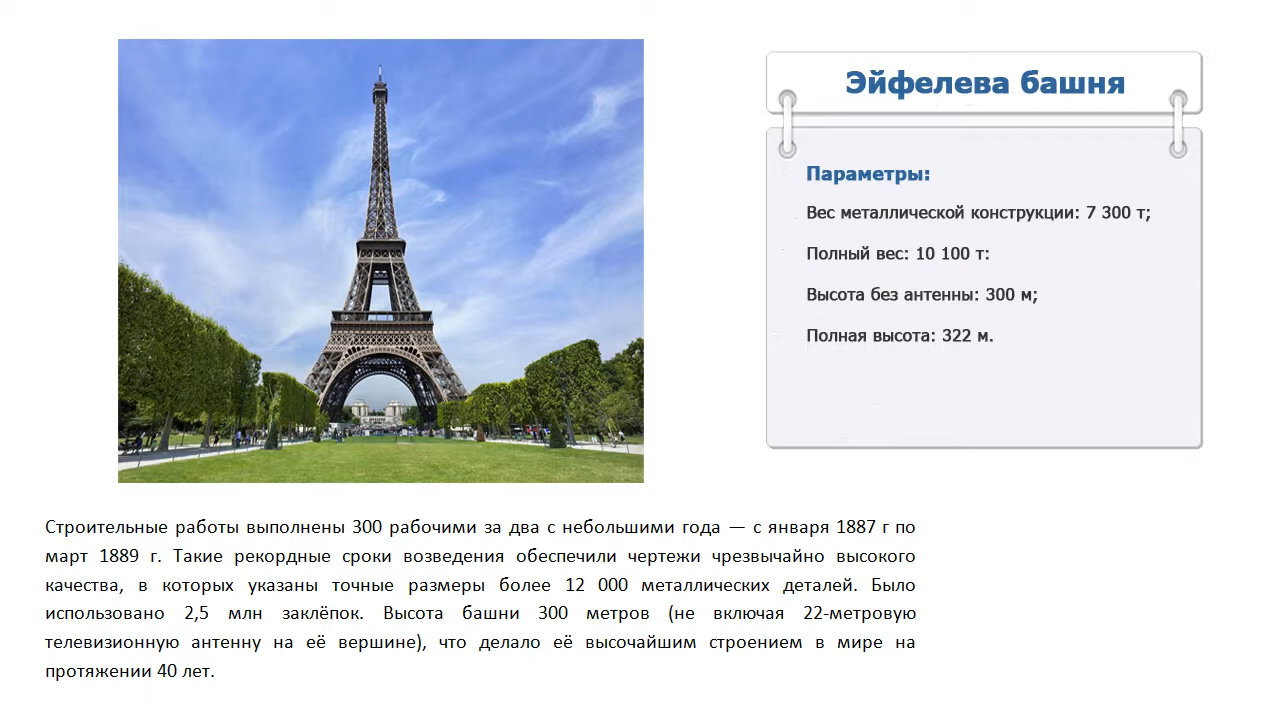 Эйфелева башня
Параметры:
Вес металлической конструкции: 7 300 т;
Полный вес: 10 100 т:
Высота без антенны: 300 м;
Полная высота: 322 м.
Строительные работы выполнены 300 рабочими за два с небольшими года — с января 1887 г по
март 1889 г. Такие рекордные сроки возведения обеспечили чертежи чрезвычайно высокого
качества, в которых указаны точные размеры более 12 000 металлических деталей. Было
использовано 2,5 млн заклёпок. Высота башни 300 метров (не включая 22-метровую
телевизионную антенну на её вершине), что делало её высочайшим строением в мире на
протяжении 40 лет.